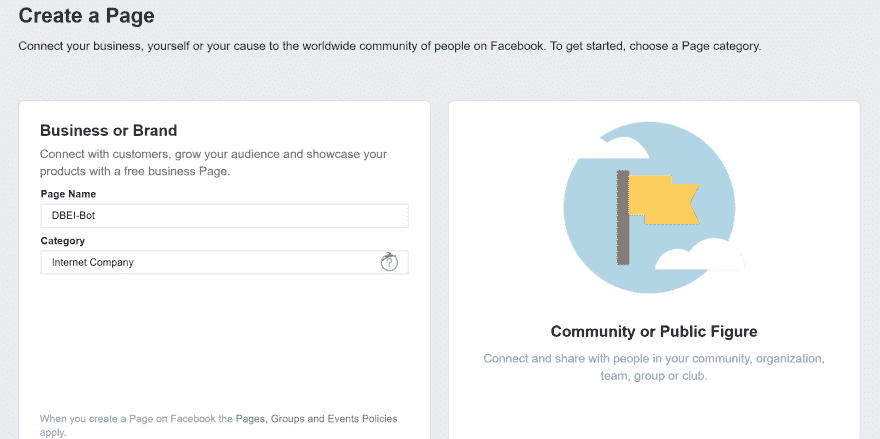 Create a Page
Connect your business, yourself or your cause to the worldwide community of people on Facebook. To get started, choose a Page category.
Business or Brand
Connect with customers, grow your audience and showcase your
products with a free business Page.
Page Name
DBEI-Bot
Category
Internet Company
?
When you create a Page on Facebook the Pages, Groups and Events Policies
apply.
Community or Public Figure
Connect and share with people in your community, organization,
team, group or club.